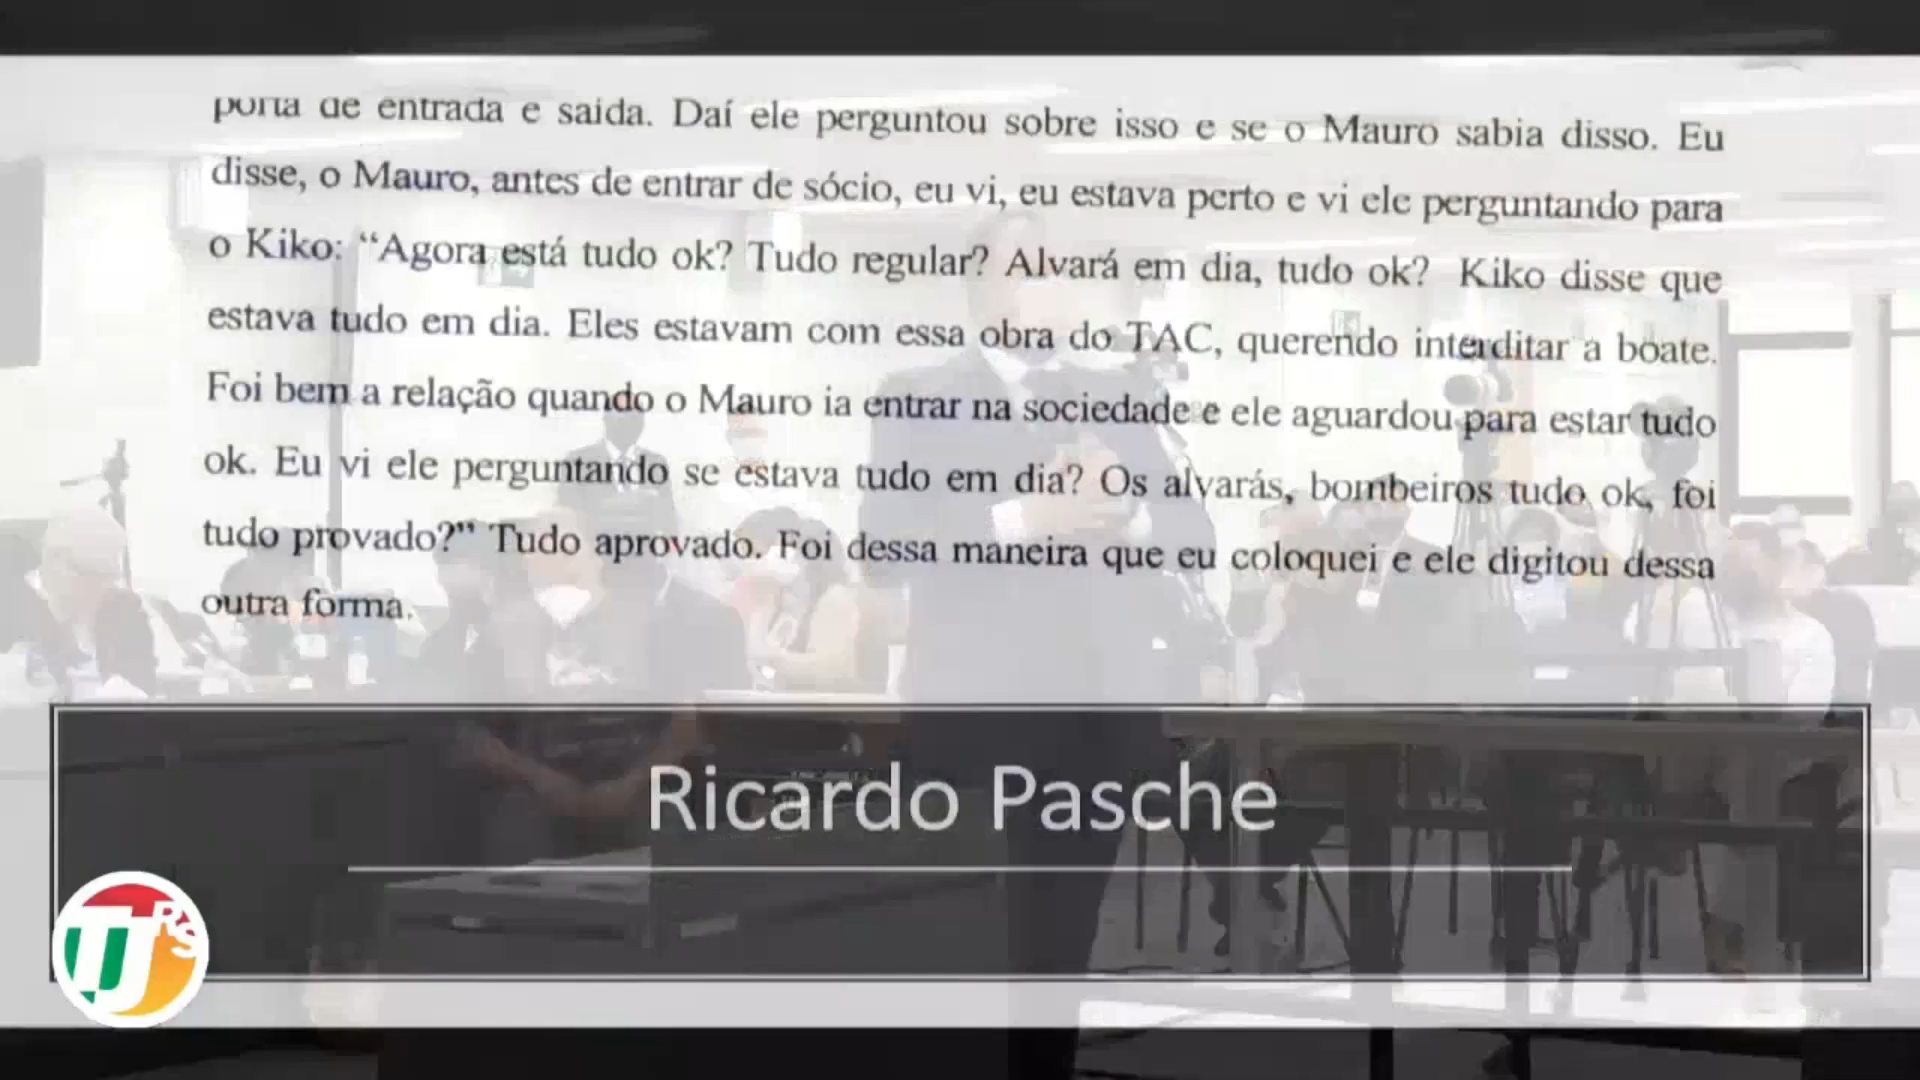 porta de entrada e saida. Daí ele perguntou sobre isso e se o Mauro sabia disso. Eu
disse, o Mauro, antes de entrar de sócio, eu vi, eu estava perto e vi ele perguntando para
o Kiko: “Agora está tudo ok? Tudo regular? Alvará em dia, tudo ok? Kiko disse que
estava tudo em dia. Eles estavam com essa obra do TAC, querendo interditar a boate.
Foi bem a relação quando o Mauro ia entrar na sociedade e ele aguardou para estar tudo
ok. Eu vi ele perguntando se estava tudo em dia? Os alvarás, bombeiros tudo ok, foi
tudo provado?" Tudo aprovado. Foi dessa maneira que eu coloquei e ele digitou dessa
outra forma.
Ricardo Pasche
TJRS